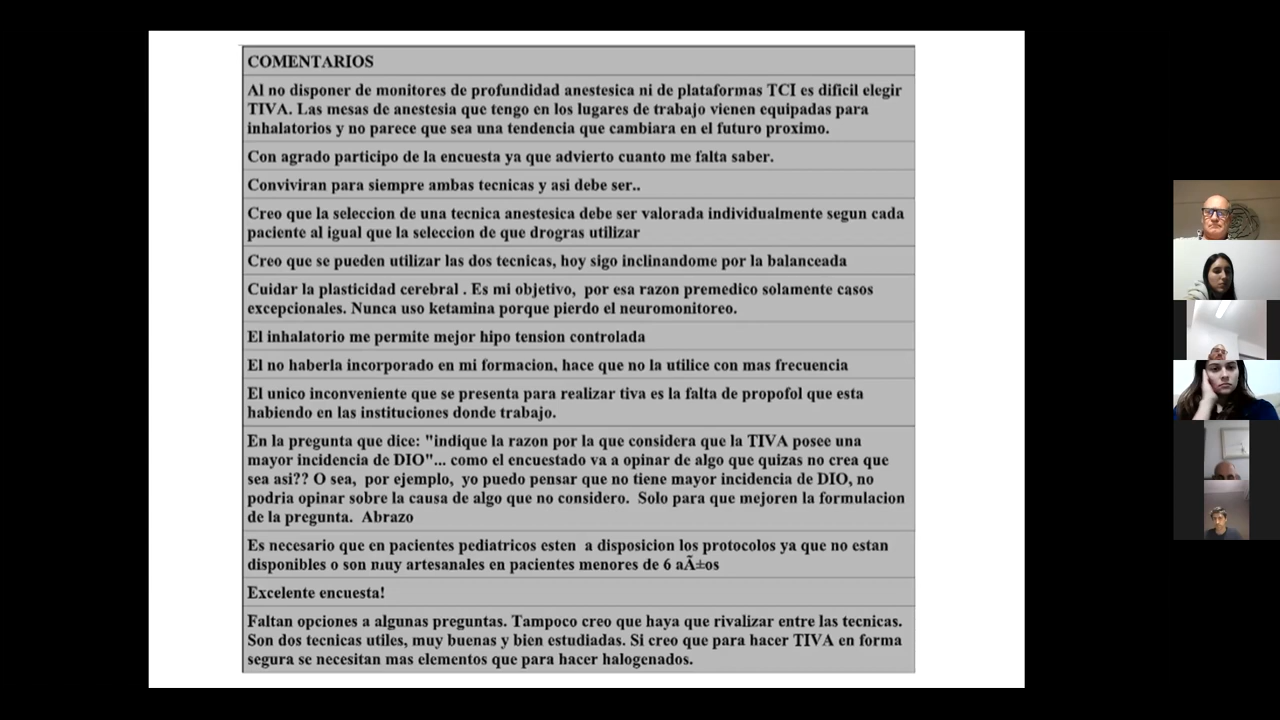 COMENTARIOS
Al no disponer de monitores de profundidad anestesica ni de plataformas TCI es dificil elegir
TIVA. Las mesas de anestesia que tengo en los lugares de trabajo vienen equipadas para
inhalatorios y no parece que sea una tendencia que cambiara en el futuro proximo.
Con agrado participo de la encuesta ya que advierto cuanto me falta saber.
Conviviran para siempre ambas tecnicas y asi debe ser..
Creo que la seleccion de una tecnica anestesica debe ser valorada individualmente segun cada
paciente al igual que la seleccion de que drogras utilizar
Creo que se pueden utilizar las dos tecnicas, hoy sigo inclinandome por la balanceada
Cuidar la plasticidad cerebral . Es mi objetivo, por esa razon premedico solamente casos
excepcionales. Nunca uso ketamina porque pierdo el neuromonitoreo.
El inhalatorio me permite mejor hipo tension controlada
El no haberla incorporado en mi formacion, hace que no la utilice con mas frecuencia
El unico inconveniente que se presenta para realizar tiva es la falta de propofol que esta
habiendo en las instituciones donde trabajo.
En la pregunta que dice: "indique la razon por la que considera que la TIVA posee una
mayor incidencia de DIO"... como el encuestado va a opinar de algo que quizas no crea que
sea asi?? O sea, por ejemplo, yo puedo pensar que no tiene mayor incidencia de DIO, no
podria opinar sobre la causa de algo que no considero. Solo para que mejoren la formulacion
de la pregunta. Abrazo
Es necesario que en pacientes pediatricos esten a disposicion los protocolos ya que no estan
disponibles o son muy artesanales en pacientes menores de 6 aÃ±os
Excelente encuesta!
Faltan opciones a algunas preguntas. Tampoco creo que haya que rivalizar entre las tecnicas.
Son dos tecnicas utiles, muy buenas y bien estudiadas. Si creo que para hacer TIVA en forma
segura se necesitan mas elementos que para hacer halogenados.